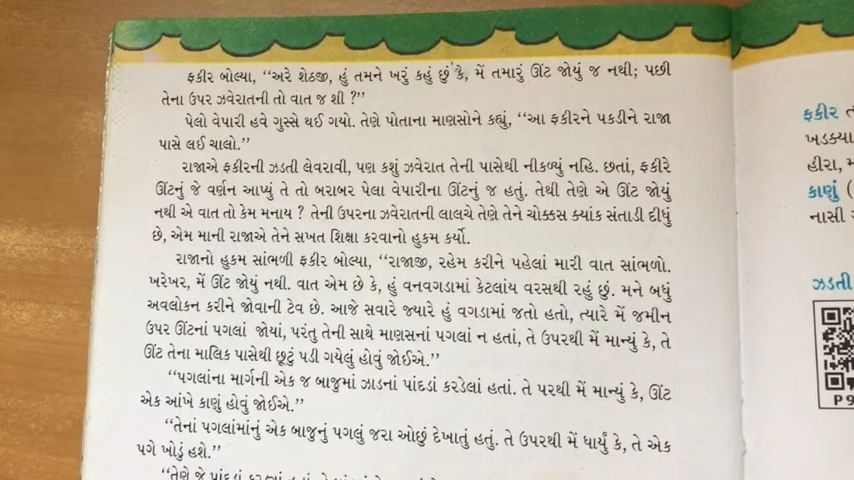 ફકીર બોલ્યા, “અરે શેઠજી, હું તમને ખરું કહું છું કે, મેં તમારું ઊંટ જોયું જ નથી; પછી
તેના ઉપર ઝવેરાતની તો વાત જ શી ?”
પેલો વેપારી હવે ગુસ્સે થઈ ગયો. તેણે પોતાના માણસોને કહ્યું, “આ ફકીરને પકડીને રાજા
પાસે લઈ ચાલો.”
રાજાએ ફકીરની ઝડતી લેવરાવી, પણ કશું ઝવેરાત તેની પાસેથી નીકળ્યું નહિ. છતાં, ફકીરે
ઊંટનું જે વર્ણન આપ્યું તે તો બરાબર પેલા વેપારીના ઊંટનું જ હતું. તેથી તેણે એ ઊંટ જોયું
નથી એ વાત તો કેમ મનાય ? તેની ઉપરના ઝવેરાતની લાલચે તેણે તેને ચોક્કસ ક્યાંક સંતાડી દીધું
છે, એમ માની રાજાએ તેને સખત શિક્ષા કરવાનો હુકમ કર્યો.
રાજાનો હુકમ સાંભળી ફકીર બોલ્યા, “રાજાજી, રહેમ કરીને પહેલાં મારી વાત સાંભળો.
ખરેખર, મેં ઊંટ જોયું નથી. વાત એમ છે કે, હું વનવગડામાં કેટલાંય વરસથી રહું છું. મને બધું
અવલોકન કરીને જોવાની ટેવ છે. આજે સવારે જ્યારે હું વગડામાં જતો હતો, ત્યારે મેં જમીન
ઉપર ઊંટનાં પગલાં જોયાં, પરંતુ તેની સાથે માણસનાં પગલાં ન હતાં, તે ઉપરથી મેં માન્યું કે, તે
ઊંટ તેના માલિક પાસેથી છૂટું પડી ગયેલું હોવું જોઈએ.”
“પગલાંના માર્ગની એક જ બાજુમાં ઝાડનાં પાંદડાં કરડેલાં હતાં. તે પરથી મેં માન્યું કે, ઊંટ
એક આંખે કાણું હોવું જોઈએ.”
“તેનાં પગલાંમાંનું એક બાજુનું પગલું જરા ઓછું દેખાતું હતું. તે ઉપરથી મેં ધાર્યું કે, તે એક
પગે ખોડું હશે.”
“તેણે જે પાંદડાં
ફકીર
ખડક્યા
હીરા,
કાણું (
નાસી
ઝડતી
P9